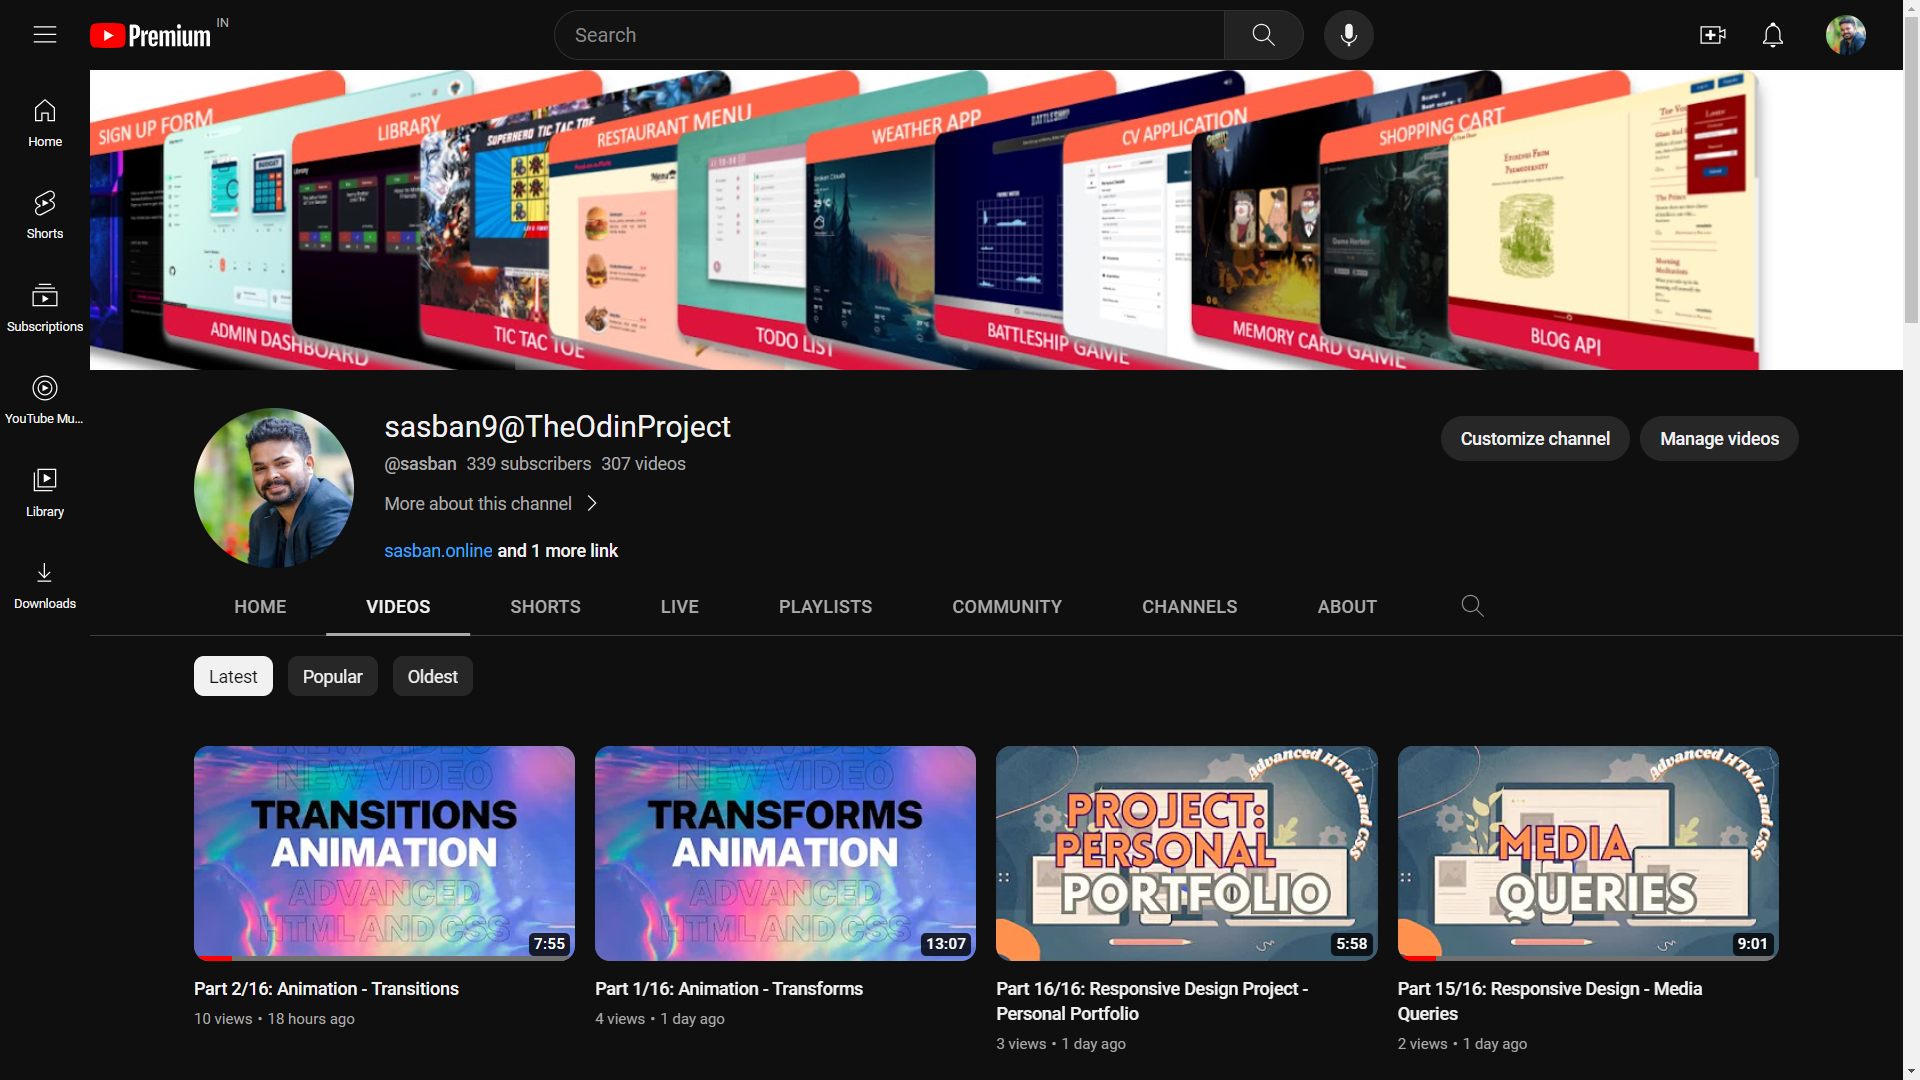 Premium IN
Search
Home
Shorts
Subscriptions
YouTube Mu...
Library
Downloads
SIGN UP FORM
LIBRARY
SUPERHERO TIC TAC TOE
RESTAURANT MENU
WEATHER APP
BATTLESHIP
CV APPLICATION
SHOPPING CART
ADMIN DASHBOARD
TIC TAC TOE
TODO LIST
BATTLESHIP GAME
MEMORY CARD GAME
BLOG API
sasban9@TheOdinProject
@sasban 339 subscribers 307 videos
More about this channel
sasban.online and 1 more link
Customize channel
Manage videos
HOME
VIDEOS
SHORTS
LIVE
PLAYLISTS
COMMUNITY
CHANNELS
ABOUT
Latest
Popular
Oldest
NEW VIDEO
TRANSITIONS
ANIMATION
ADVANCED
HTML AND CSS
7:55
Part 2/16: Animation - Transitions
10 views • 18 hours ago
NEW VIDEO
TRANSFORMS
ANIMATION
ADVANCED
HTML AND CSS
13:07
Part 1/16: Animation - Transforms
4 views • 1 day ago
Advanced HTML and CSS
PROJECT:
PERSONAL
PORTFOLIO
5:58
Part 16/16: Responsive Design Project -
Personal Portfolio
3 views • 1 day ago
Advanced HTML and CSS
MEDIA
QUERIES
9:01
Part 15/16: Responsive Design - Media
Queries
2 views • 1 day ago